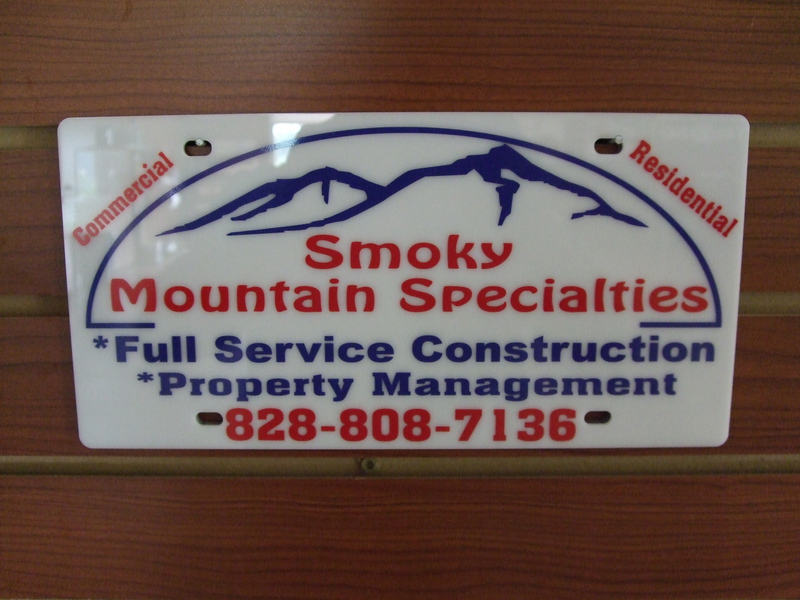 Commercial
Residential
Smoky
Mountain Specialties
*Full Service Construction
*Property Management
828-808-7136